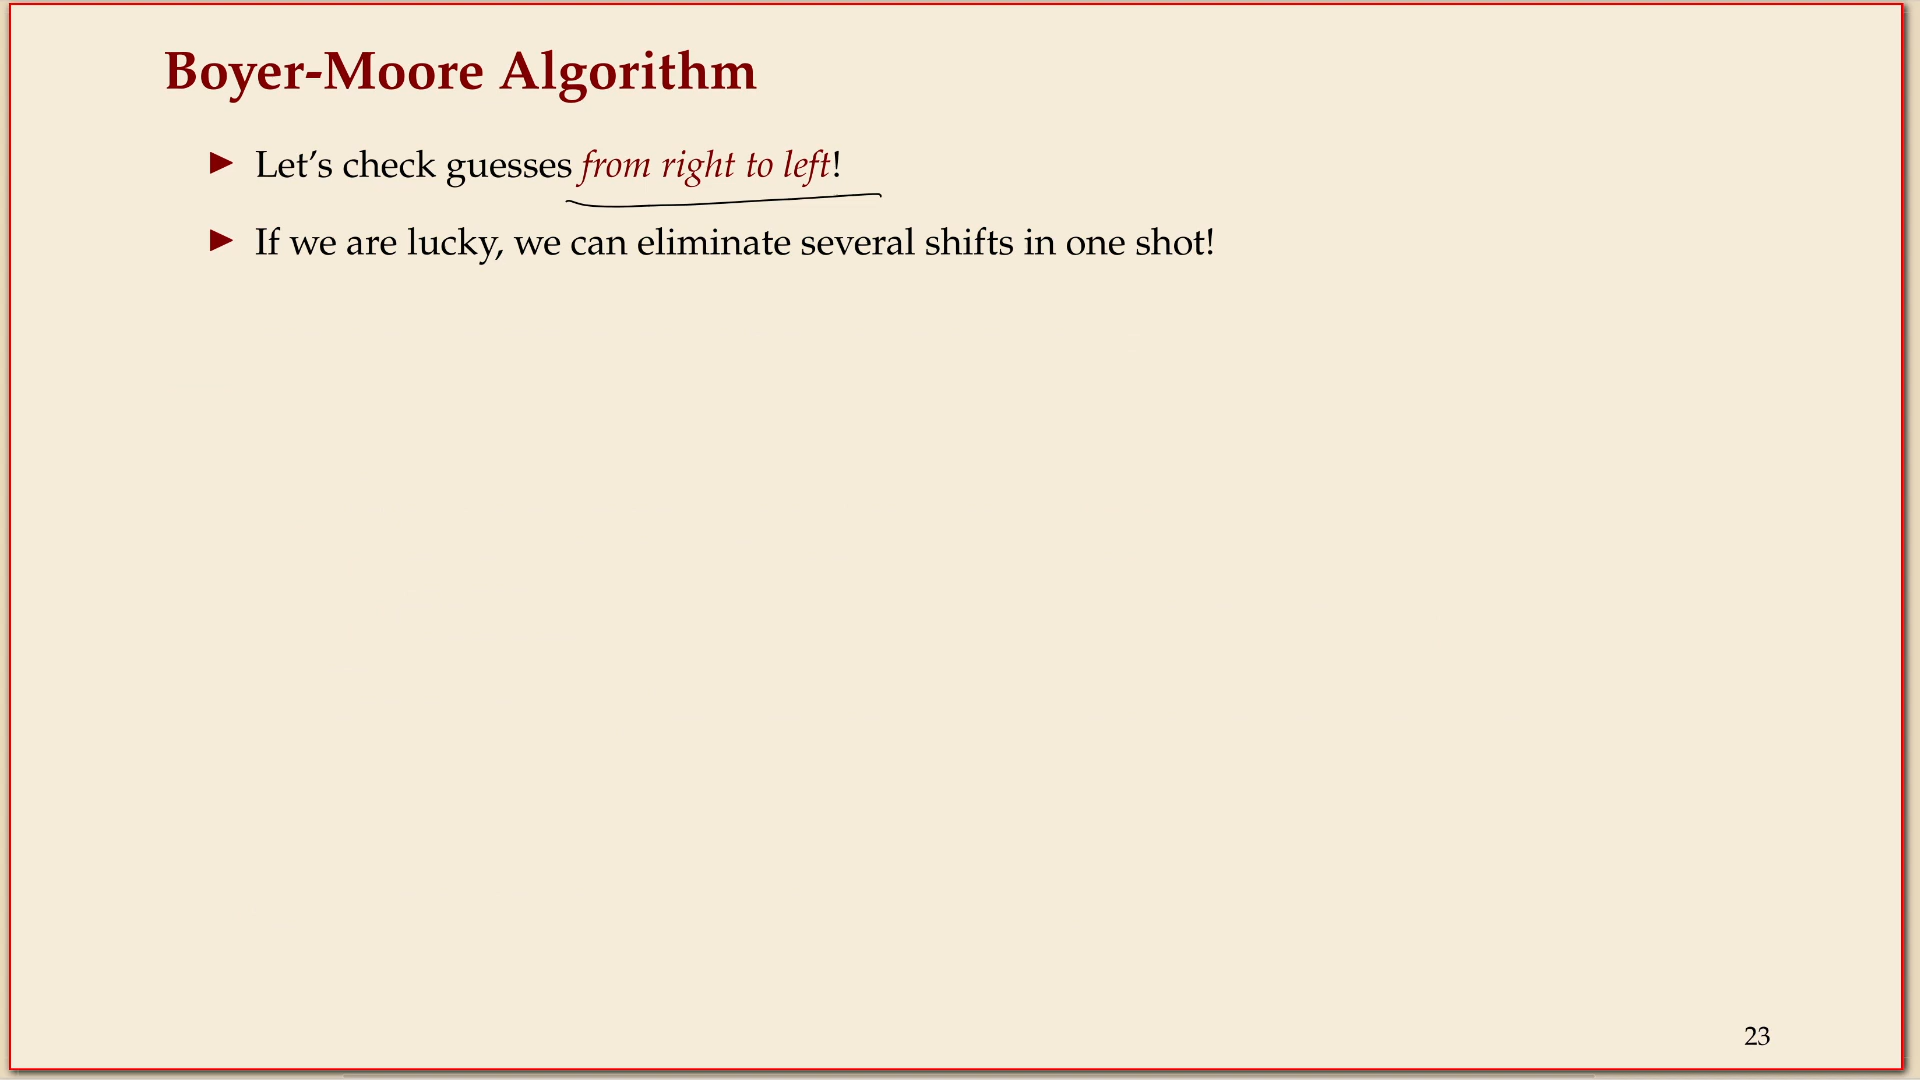 Boyer-Moore Algorithm
▶ Let's check guesses from right to left!
▶ If we are lucky, we can eliminate several shifts in one shot!
23